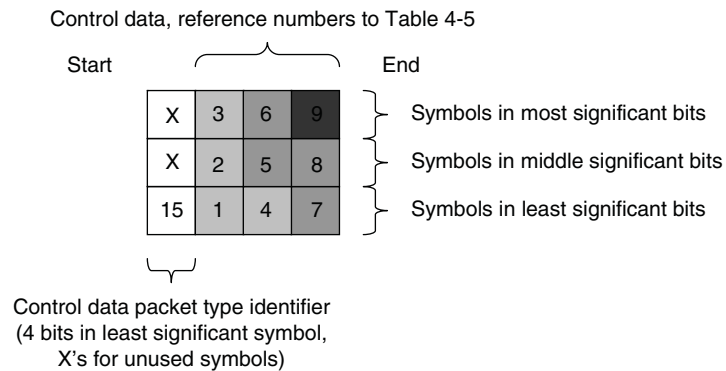 Control data, reference numbers to Table 4-5
Start
End
X 3 6 9
Symbols in most significant bits
X 2 5 8
Symbols in middle significant bits
15 1 4 7
Symbols in least significant bits
Control data packet type identifier
(4 bits in least significant symbol,
X's for unused symbols)